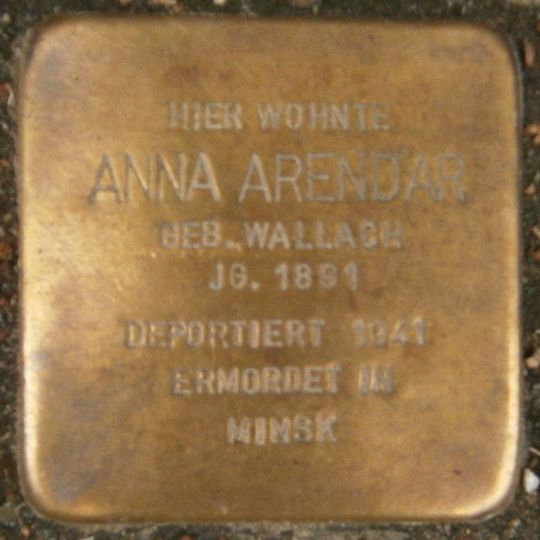 HIER WOHNTE
ANNA ARENDAR
GEB. WALLACH
JG. 1891
DEPORTIERT 1941
ERMORDET IN
MINSK